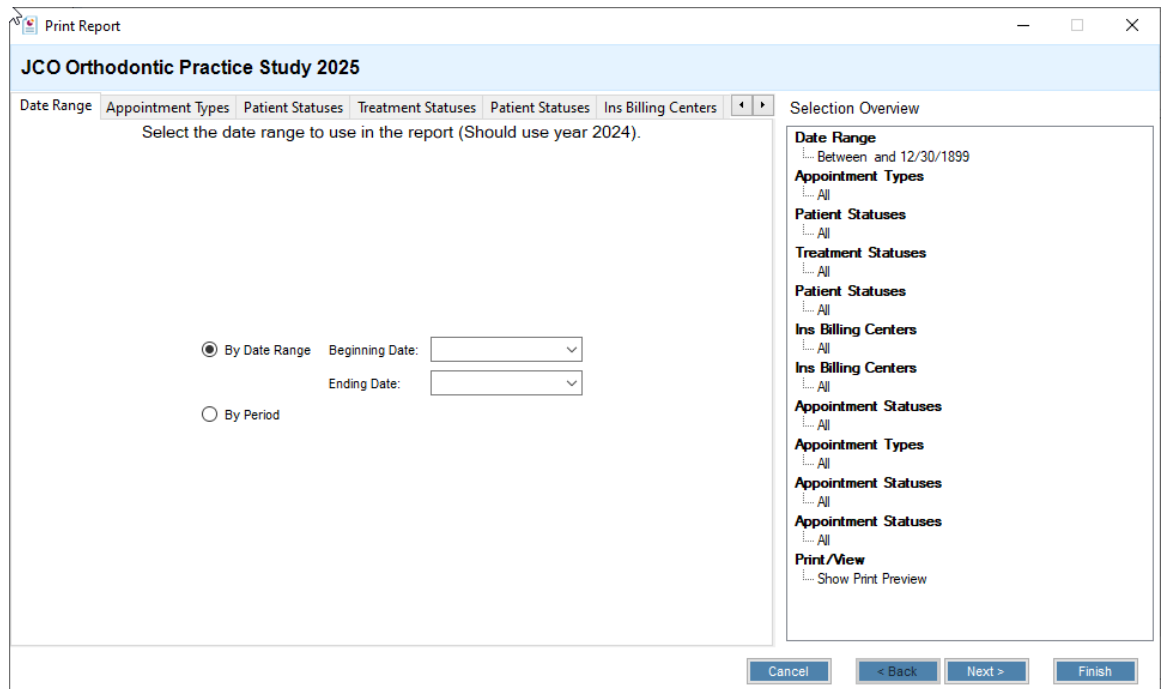 Print Report
JCO Orthodontic Practice Study 2025
Date Range Appointment Types Patient Statuses Treatment Statuses Patient Statuses Ins Billing Centers
Select the date range to use in the report (Should use year 2024).
By Date Range Beginning Date:
Ending Date:
By Period
Selection Overview
Date Range
Between and 12/30/1899
Appointment Types
All
Patient Statuses
All
Treatment Statuses
All
Patient Statuses
All
Ins Billing Centers
All
Ins Billing Centers
All
Appointment Statuses
All
Appointment Types
All
Appointment Statuses
All
Appointment Statuses
All
Print/View
Show Print Preview
Cancel < Back Next > Finish